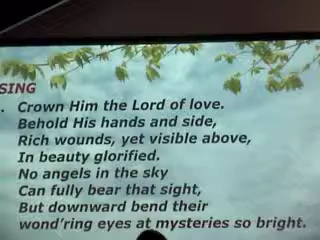 SING
. Crown Him the Lord of love.
Behold His hands and side,
Rich wounds, yet visible above,
In beauty glorified.
No angels in the sky
Can fully bear that sight,
But downward bend their
wond'ring eyes at mysteries so bright.